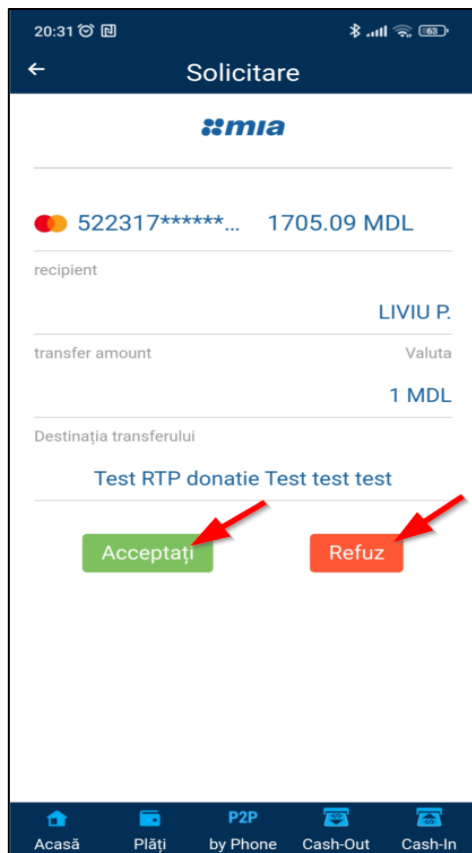 20:31 63
Solicitare
mıa
522317******... 1705.09 MDL
recipient
LIVIU P.
transfer amount Valuta
1 MDL
Destinația transferului
Test RTP donatie Test test test
Acceptați Refuz
P2P
Acasă Plăți by Phone Cash-Out Cash-In